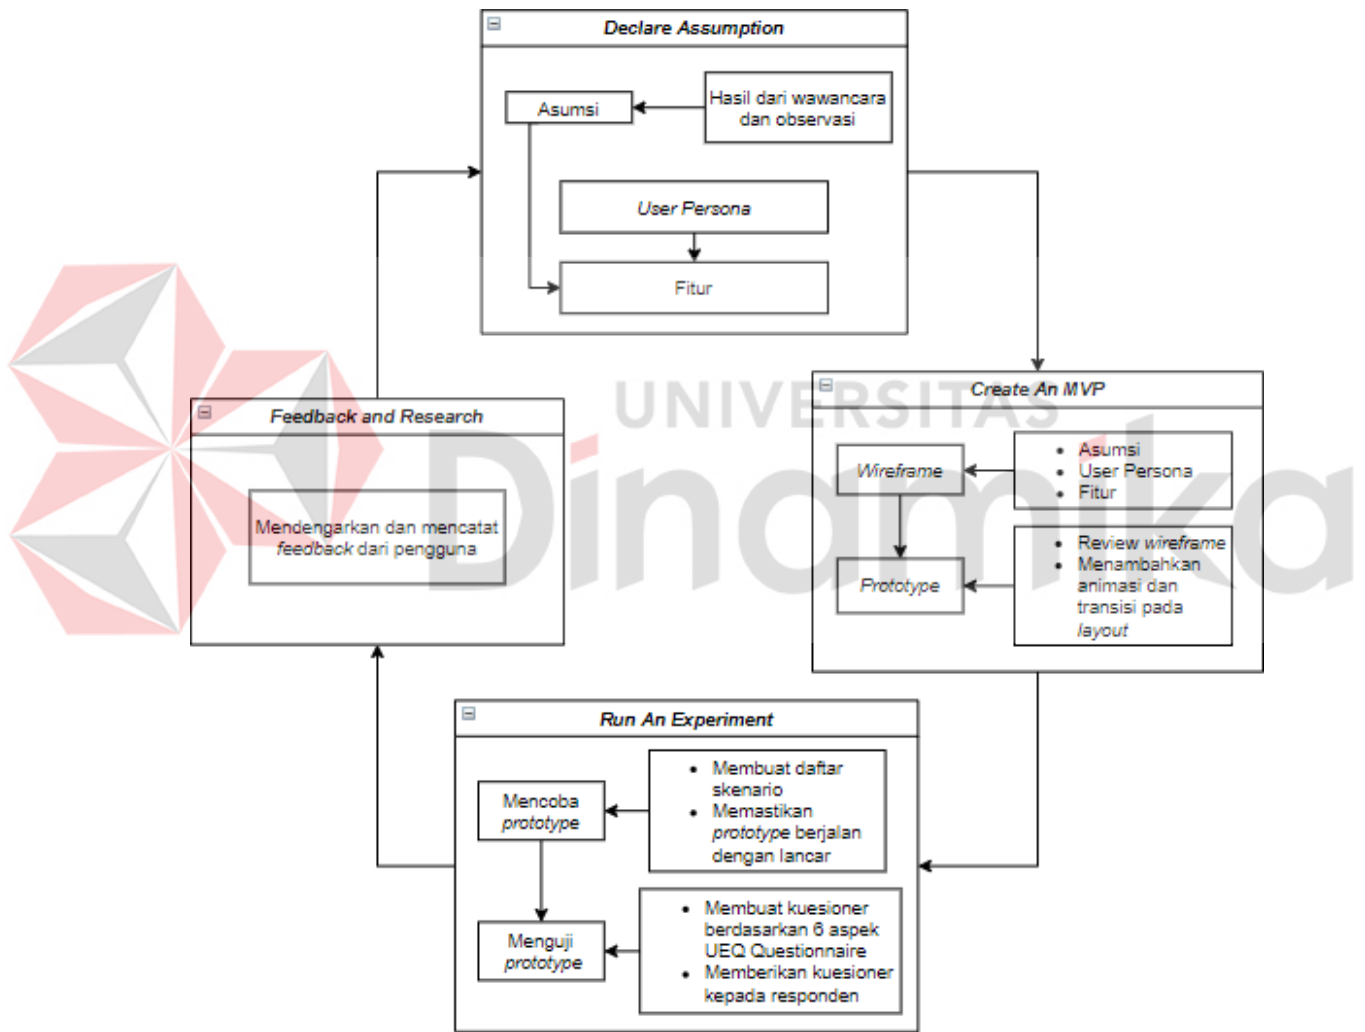 Declare Assumption
Asumsi
Hasil dari wawancara
dan observasi
User Persona
Fitur
UNIVERSITAS
Dinamika
Create An MVP
Wireframe
• Asumsi
• User Persona
• Fitur
Prototype
• Review wireframe
• Menambahkan
animasi dan
transisi pada
layout
Feedback and Research
Mendengarkan dan mencatat
feedback dari pengguna
Run An Experiment
Mencoba
prototype
• Membuat daftar
skenario
• Memastikan
prototype berjalan
dengan lancar
Menguji
prototype
• Membuat kuesioner
berdasarkan 6 aspek
UEQ Questionnaire
• Memberikan kuesioner
kepada responden